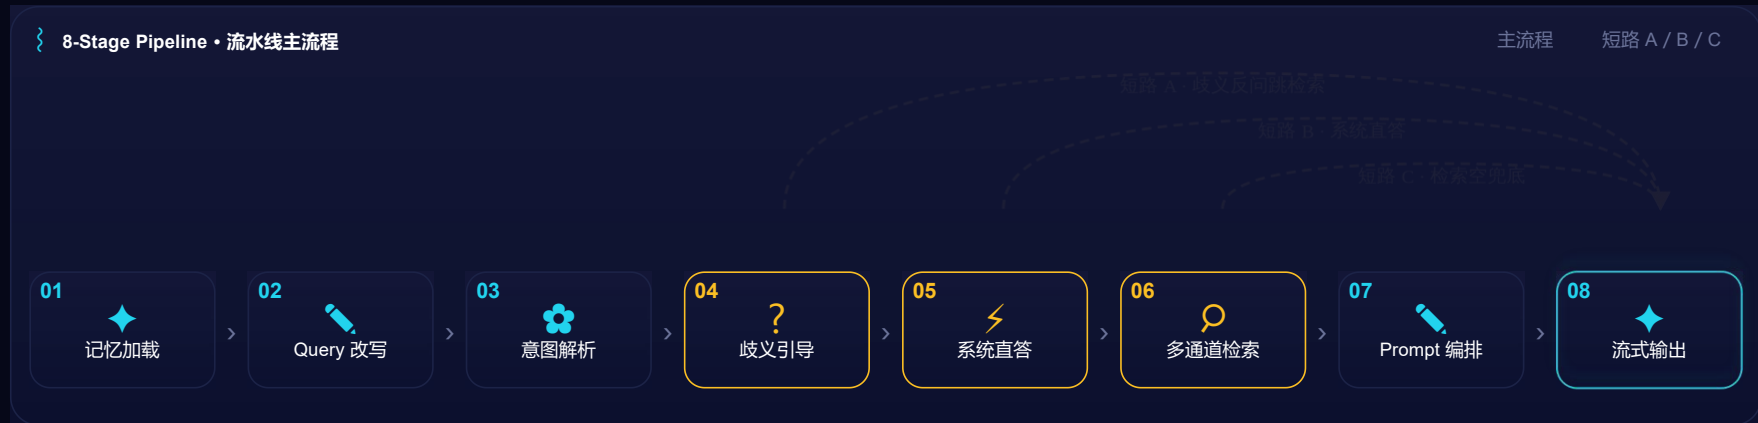 8-Stage Pipeline • 流水线主流程
主流程
短路 A / B / C
短路 A · 歧义反问跳检索
短路 B · 系统直答
短路 C · 检索空兜底
01
记忆加载
02
Query 改写
03
意图解析
04
?
歧义引导
05
系统直答
06
多通道检索
07
Prompt 编排
08
流式输出